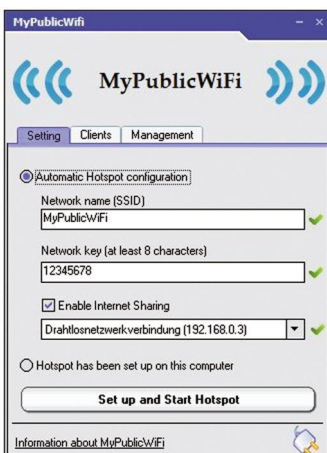 MyPublicWifi
MyPublicWiFi
Setting Clients Management
Automatic Hotspot configuration
Network name (SSID)
MyPublicWiFi
Network key (at least 8 characters)
12345678
Enable Internet Sharing
Drahtlosnetzwerkverbindung (192.168.0.3)
Hotspot has been set up on this computer
Set up and Start Hotspot
Information about MyPublicWiFi